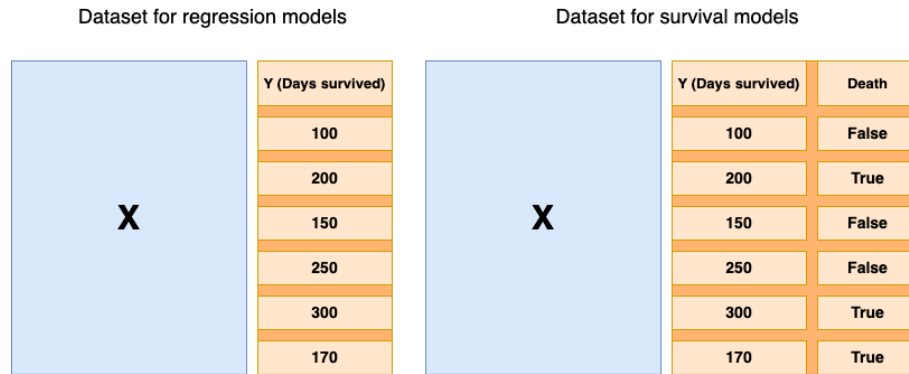 Dataset for regression models
Dataset for survival models
X
Y (Days survived)
100
200
150
250
300
170
X
Y (Days survived) Death
100 False
200 True
150 False
250 False
300 True
170 True